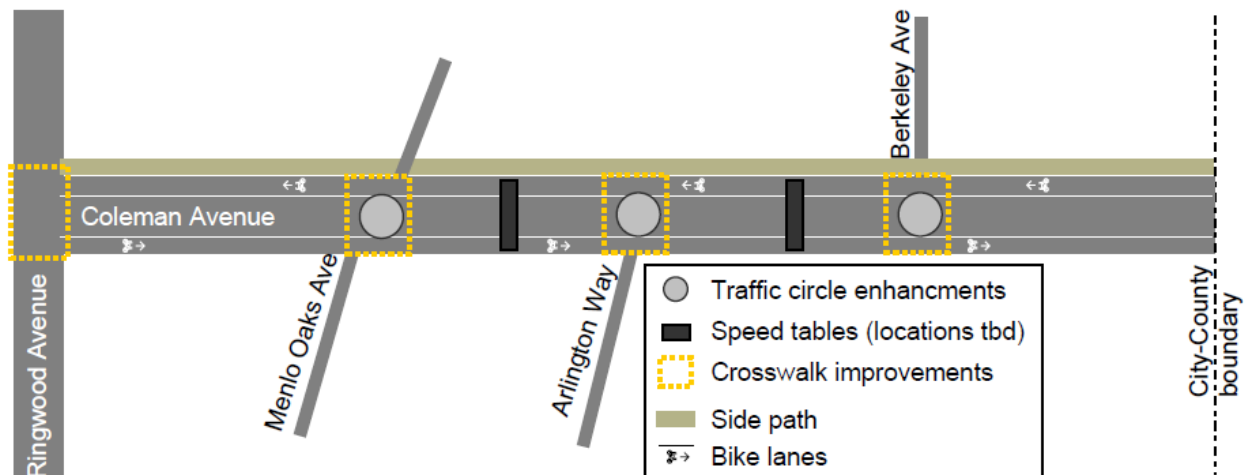 Berkeley Ave
Coleman Avenue
Ringwood Avenue
Menlo Oaks Ave
Arlington Way
City-County
boundary
Traffic circle enhancments
Speed tables (locations tbd)
Crosswalk improvements
Side path
Bike lanes